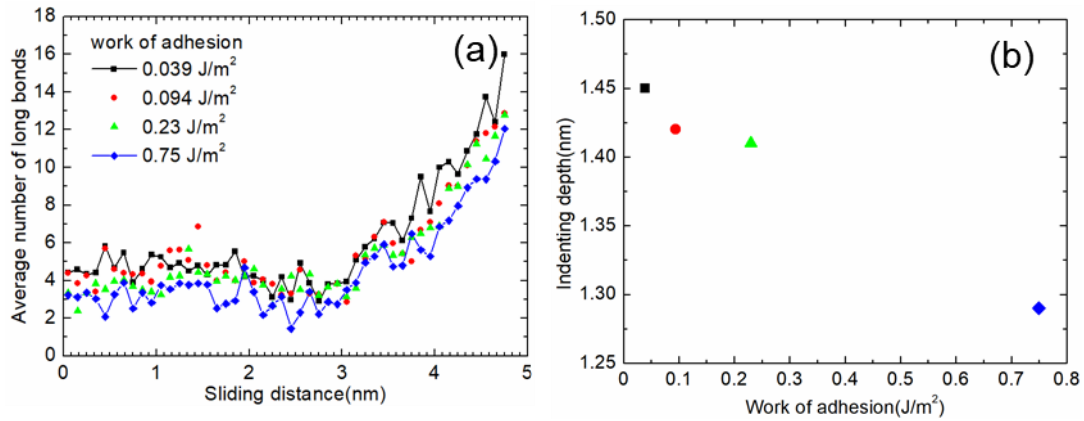 (a)
work of adhesion
0.039 J/m²
0.094 J/m²
0.23 J/m²
0.75 J/m²
18
16
14
12
10
8
6
4
2
0
0
1
2
3
4
5
Average number of long bonds
Sliding distance(nm)
(b)
1.50
1.45
1.40
1.35
1.30
1.25
0
0.1
0.2
0.3
0.4
0.5
0.6
0.7
0.8
Indenting depth(nm)
Work of adhesion(J/m²)